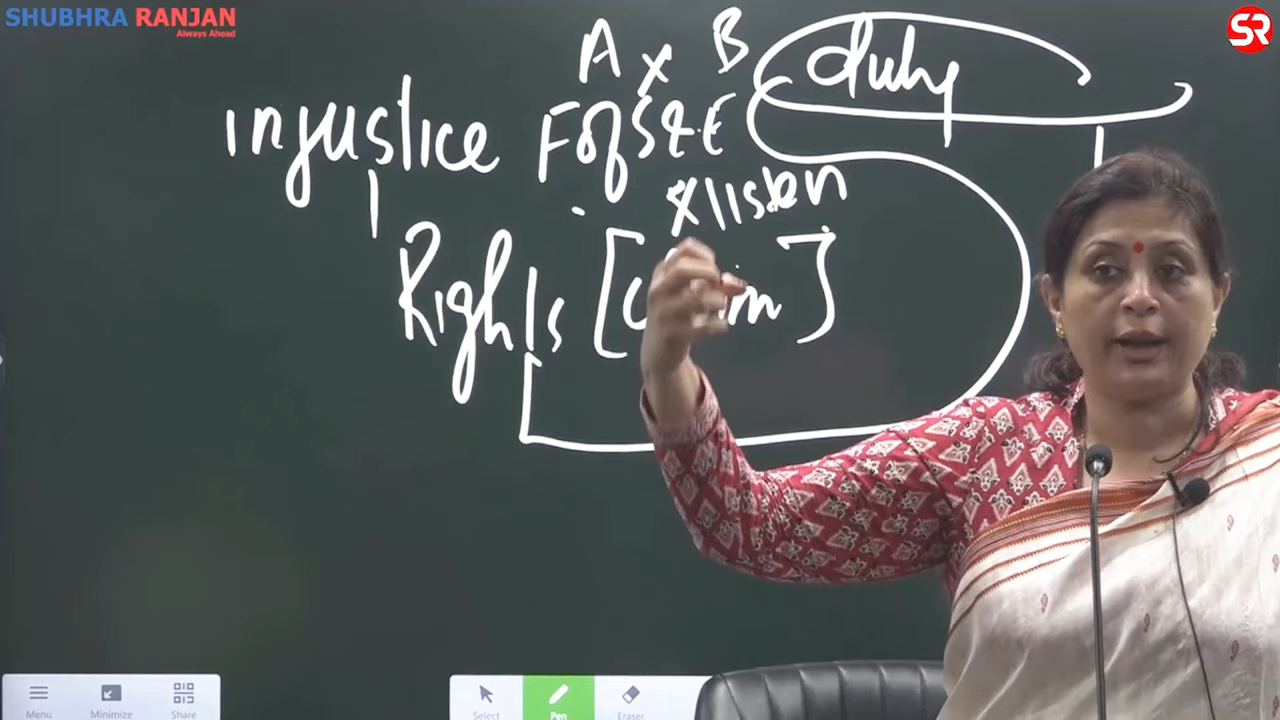 SHUBHRA RANJAN
Always Ahead
SR
A x B
duty
Injustice
x listen
Rights [ ]
Menu
Minimize
Share
Select
Pen
Eraser